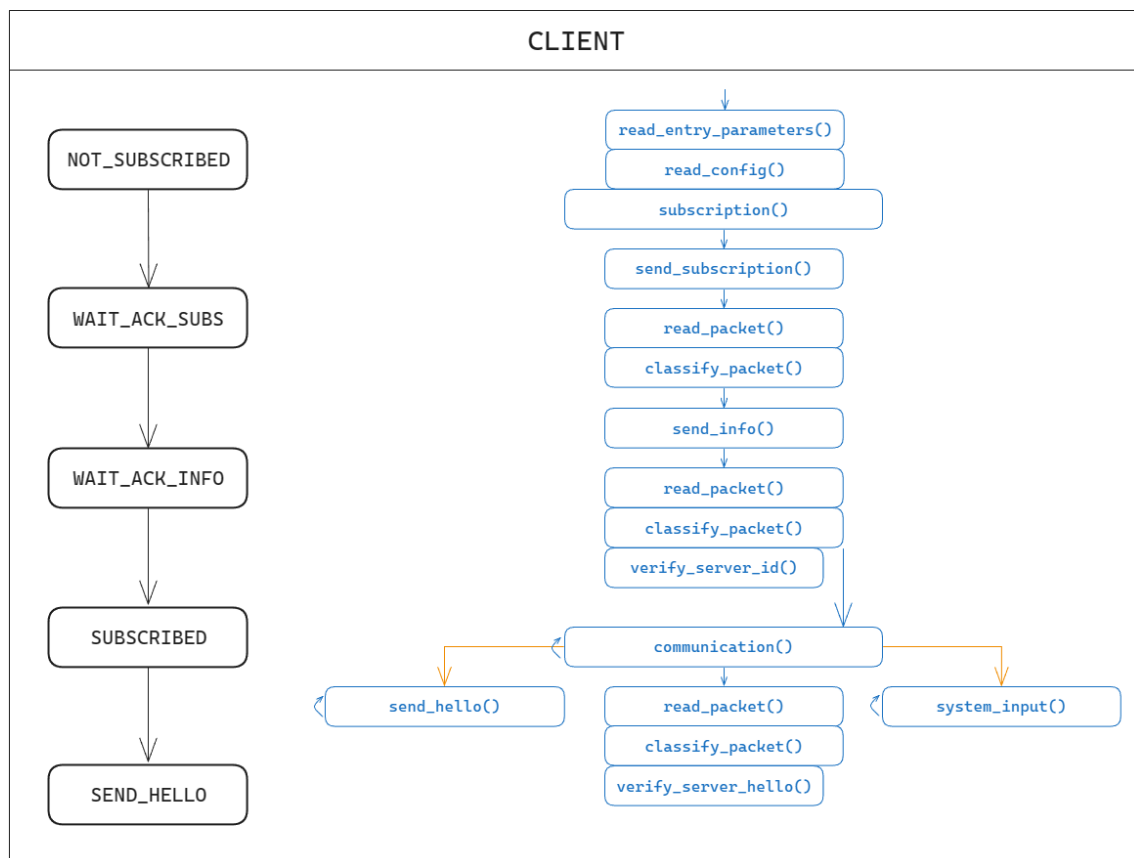 CLIENT
NOT_SUBSCRIBED
WAIT_ACK_SUBS
WAIT_ACK_INFO
SUBSCRIBED
SEND_HELLO
read_entry_parameters()
read_config()
subscription()
send_subscription()
read_packet()
classify_packet()
send_info()
read_packet()
classify_packet()
verify_server_id()
communication()
send_hello()
read_packet()
classify_packet()
verify_server_hello()
system_input()